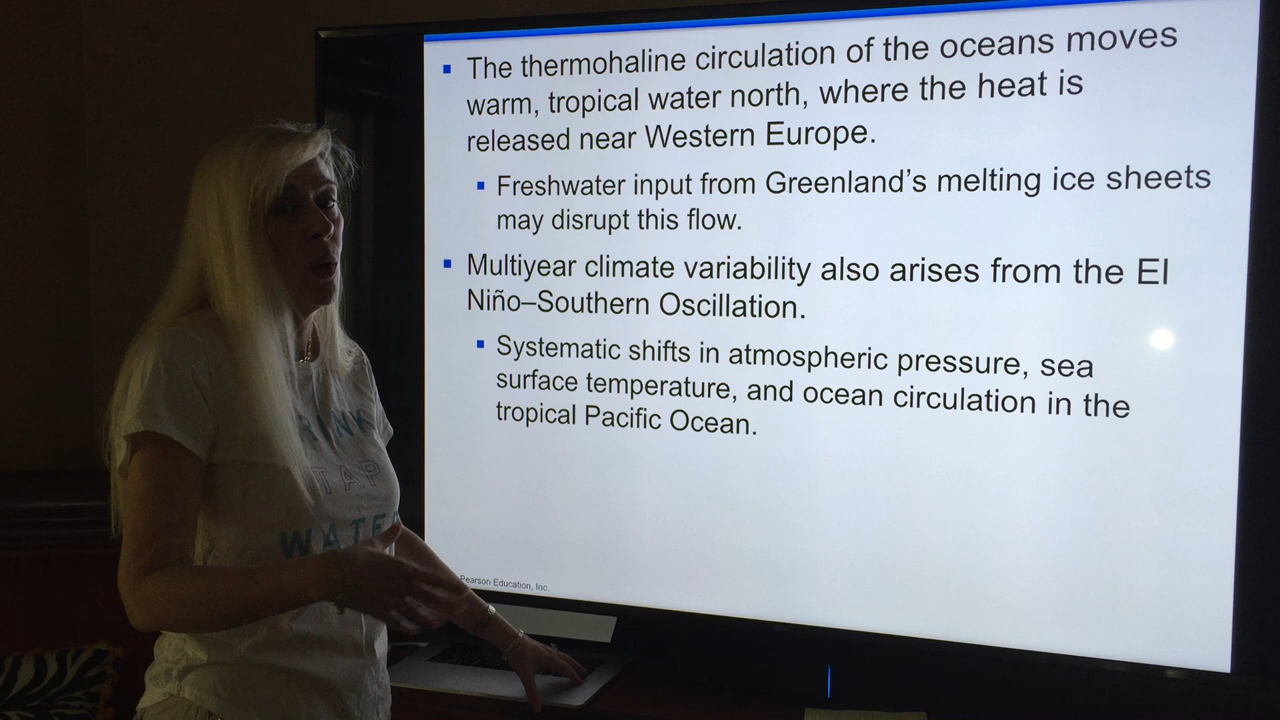 The thermohaline circulation of the oceans moves
warm, tropical water north, where the heat is
released near Western Europe.
Freshwater input from Greenland’s melting ice sheets
may disrupt this flow.
Multiyear climate variability also arises from the El
Niño–Southern Oscillation.
Systematic shifts in atmospheric pressure, sea
surface temperature, and ocean circulation in the
tropical Pacific Ocean.
Pearson Education, Inc.
RINK
TAP
WATER